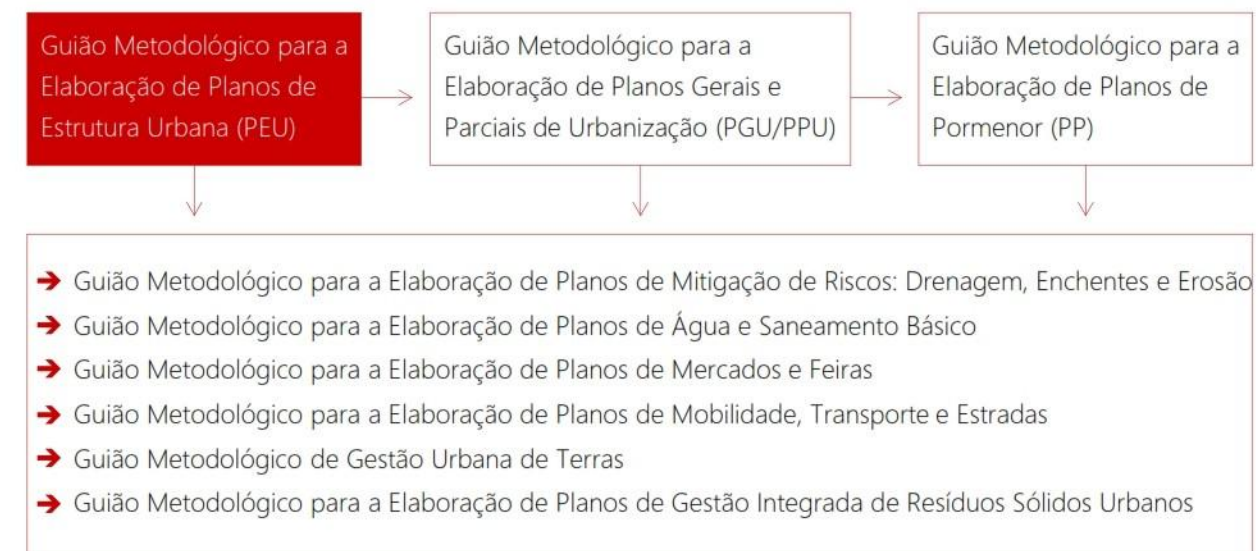 Guião Metodológico para a
Elaboração de Planos de
Estrutura Urbana (PEU)
Guião Metodológico para a
Elaboração de Planos Gerais e
Parciais de Urbanização (PGU/PPU)
Guião Metodológico para a
Elaboração de Planos de
Pormenor (PP)
Guião Metodológico para a Elaboração de Planos de Mitigação de Riscos: Drenagem, Enchentes e Erosão
Guião Metodológico para a Elaboração de Planos de Água e Saneamento Básico
Guião Metodológico para a Elaboração de Planos de Mercados e Feiras
Guião Metodológico para a Elaboração de Planos de Mobilidade, Transporte e Estradas
Guião Metodológico de Gestão Urbana de Terras
Guião Metodológico para a Elaboração de Planos de Gestão Integrada de Resíduos Sólidos Urbanos